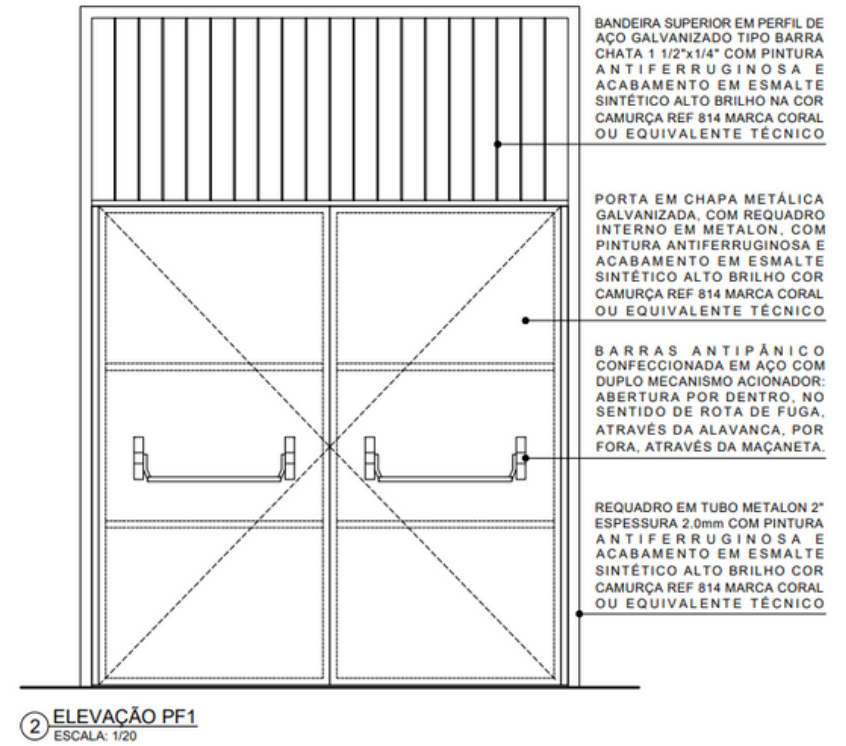 BANDEIRA SUPERIOR EM PERFIL DE
AÇO GALVANIZADO TIPO BARRA
CHATA 1 1/2"x1/4" COM PINTURA
ANTIFERRUGINOSA E
ACABAMENTO EM ESMALTE
SINTÉTICO ALTO BRILHO NA COR
CAMURÇA REF 814 MARCA CORAL
OU EQUIVALENTE TÉCNICO
PORTA EM CHAPA METÁLICA
GALVANIZADA, COM REQUADRO
INTERNO EM METALON, COM
PINTURA ANTIFERRUGINOSA E
ACABAMENTO EM ESMALTE
SINTÉTICO ALTO BRILHO COR
CAMURÇA REF 814 MARCA CORAL
OU EQUIVALENTE TÉCNICO
BARRAS ANTIPÂNICO
CONFECCIONADA EM AÇO COM
DUPLO MECANISMO ACIONADOR:
ABERTURA POR DENTRO, NO
SENTIDO DE ROTA DE FUGA,
ATRAVÉS DA ALAVANCA, POR
FORA, ATRAVÉS DA MAÇANETA.
REQUADRO EM TUBO METALON 2"
ESPESSURA 2.0mm COM PINTURA
ANTIFERRUGINOSA E
ACABAMENTO EM ESMALTE
SINTÉTICO ALTO BRILHO COR
CAMURÇA REF 814 MARCA CORAL
OU EQUIVALENTE TÉCNICO
2 ELEVAÇÃO PF1
ESCALA: 1/20